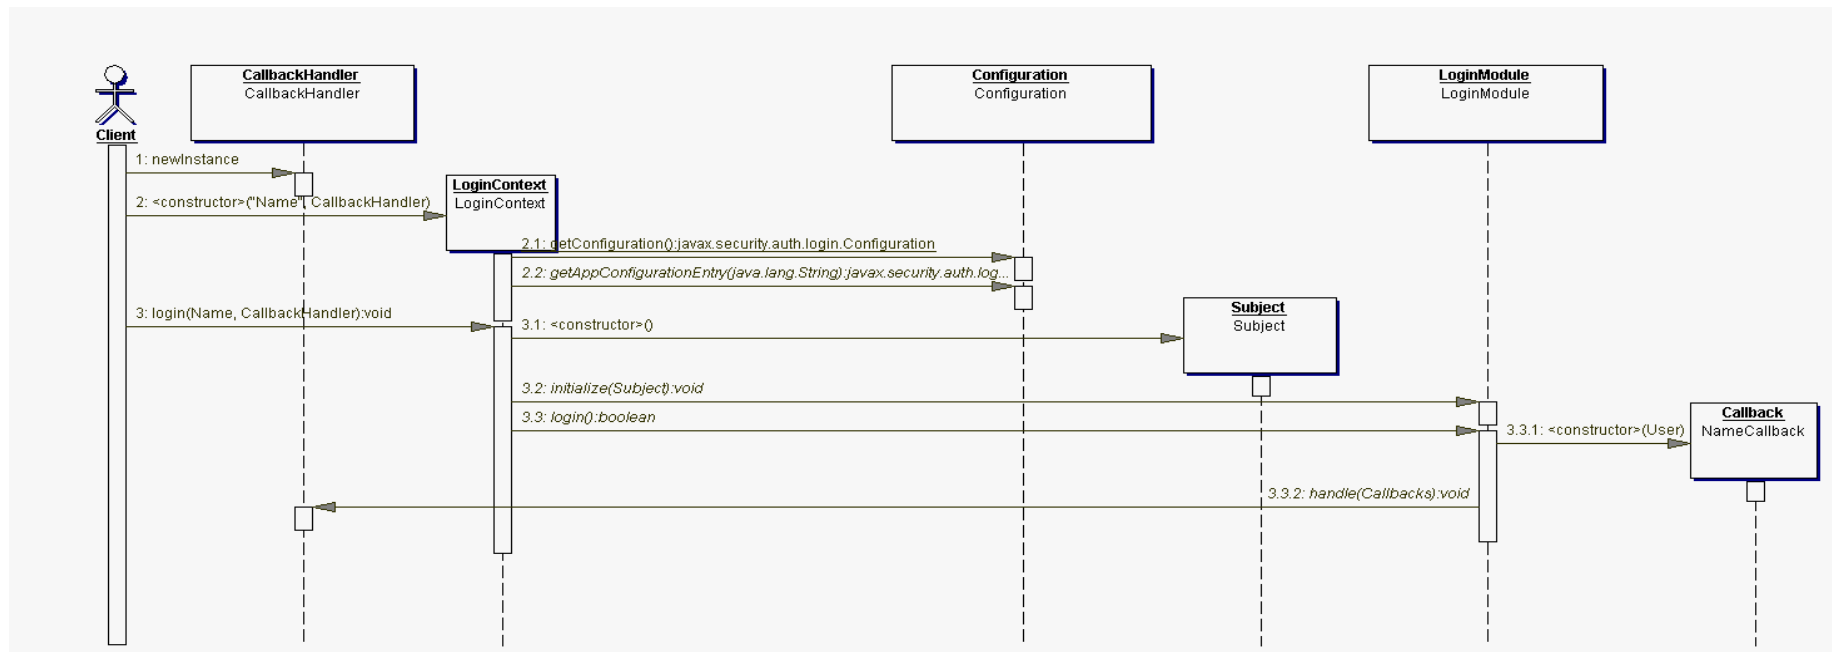 CallbackHandler
CallbackHandler
Configuration
Configuration
LoginModule
LoginModule
Client
1: newInstance
LoginContext
LoginContext
2: <constructor>("Name", CallbackHandler)
2.1: getConfiguration():javax.security.auth.login.Configuration
2.2: getAppConfigurationEntry(java.lang.String):javax.security.auth.log...
Subject
Subject
3: login(Name, CallbackHandler):void
3.1: <constructor>()
3.2: initialize(Subject):void
3.3: login():boolean
Callback
NameCallback
3.3.1: <constructor>(User)
3.3.2: handle(Callbacks):void